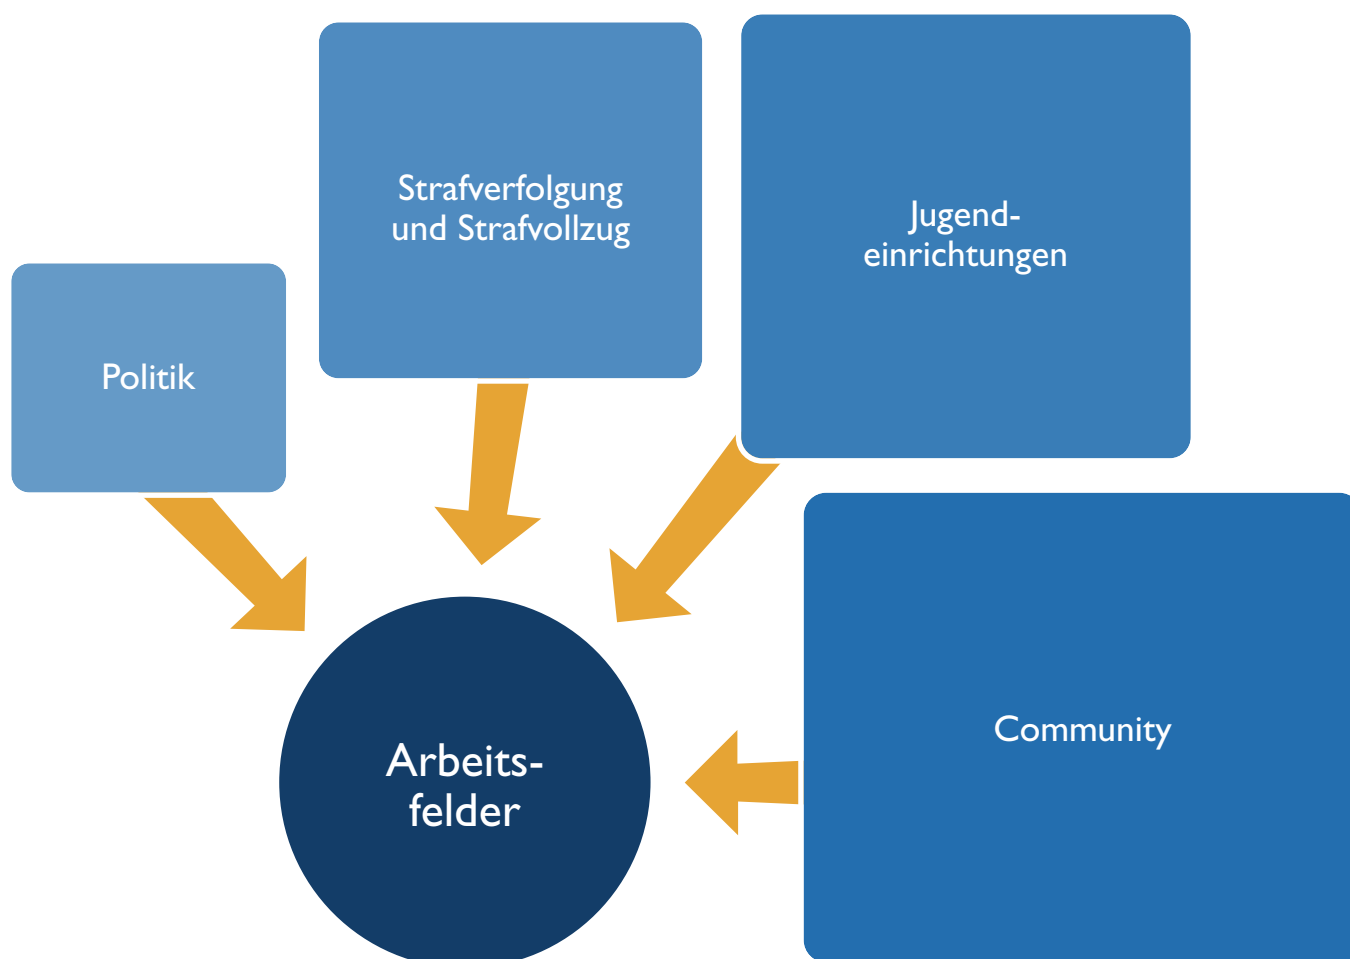 Strafverfolgung
und Strafvollzug
Jugend-
einrichtungen
Politik
Community
Arbeits-
felder